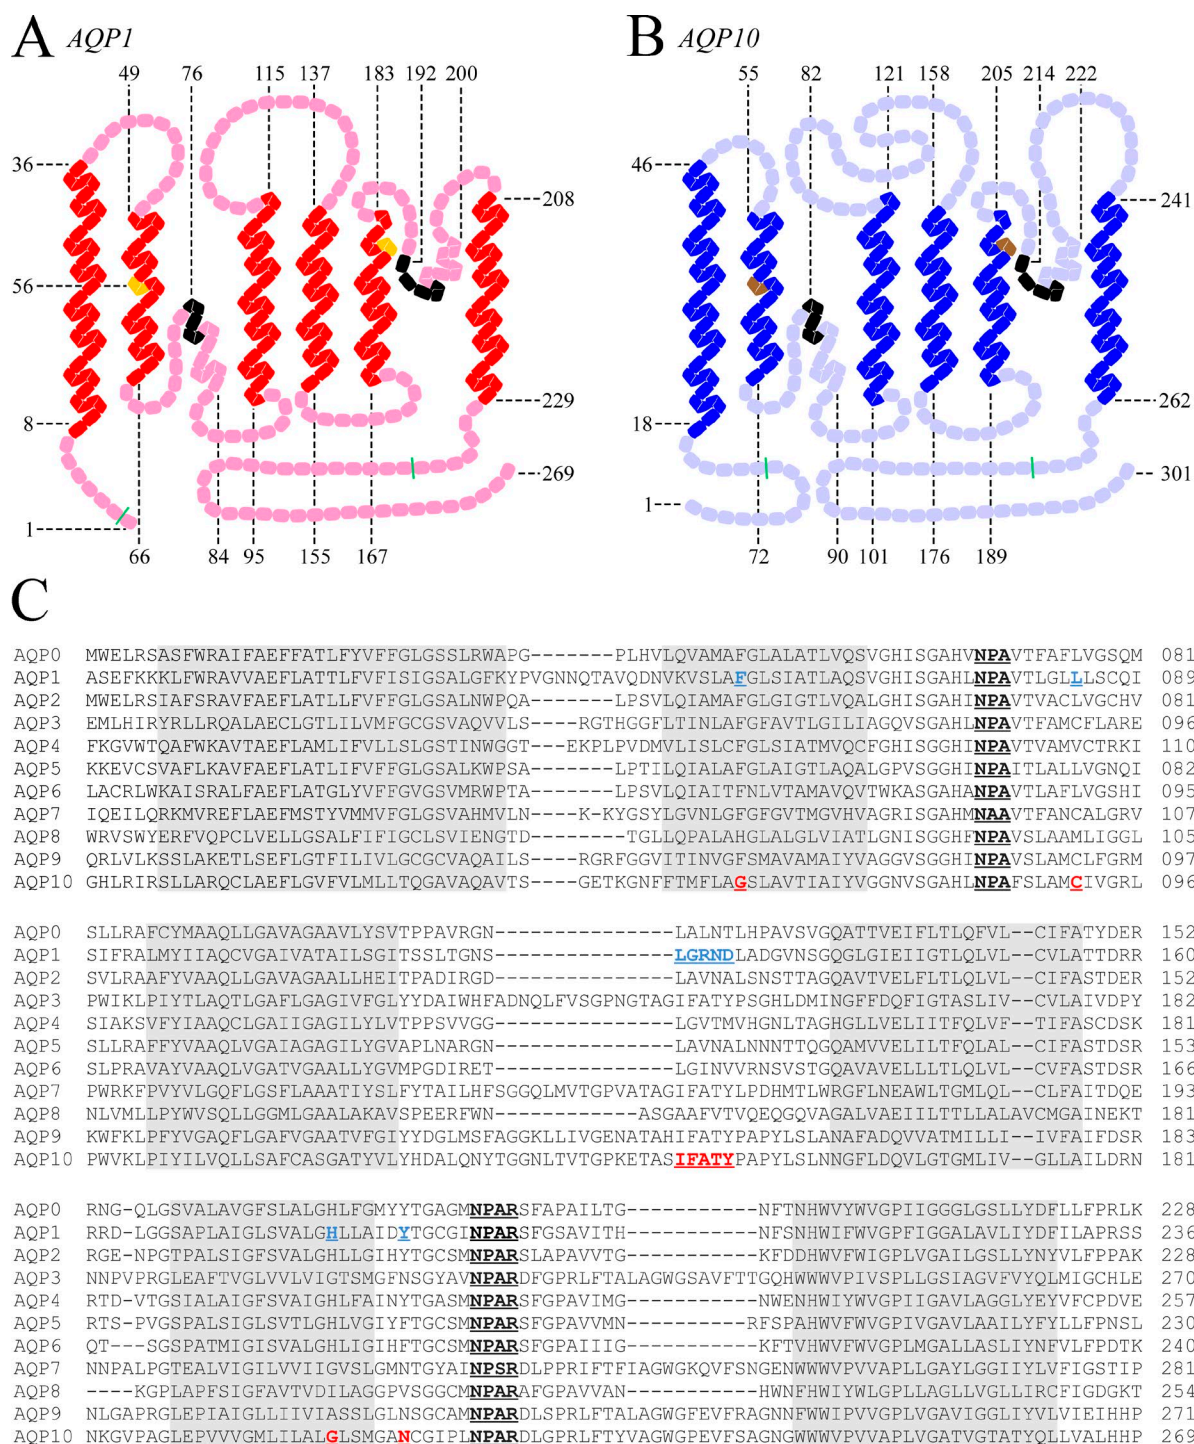 A AQP1
49 76 115 137 183 192 200
36
208
56
8
229
269
1
66 84 95 155 167
B AQP10
55 82 121 158 205 214 222
46
241
18
262
301
1
72 90 101 176 189
C
AQP0 MWELRSASFWRAIFAEFFATLFYVFFGLGSSLRWAPG-------PLHVLQVAMAFGLALATLVQSVGHISGAHVNPAVTFAFLVGSQM 081
AQP1 ASEFKKKLFWRAVVAEFLATTLFVFISIGSALGFKYPVGNNQTAVQDNVKVSLAFGLSIATLAQSVGHISGAHLNPAVTLGLLLSCQI 089
AQP2 MWELRSIAFSRAVFAEFLATLLFVFFGLGSALNWPQA-------LPSVLQIAMAFGLGIGTLVQALGHISGAHINPAVTVACLVGCHV 081
AQP3 EMLHIRYRLLRQALAECLGTLILVMFGCGSVAQVVLS----RGTHGGFLTINLAFGFAVTLGILIAGQVSGAHLNPAVTFAMCFLARE 096
AQP4 FKGVWTQAFWKAVTAEFLAMLIFVLLSLGSTINWGGT---EKPLPVDMVLISLCFGLSIATMVQCFGHISGGHINPAVTVAMVCTRKI 110
AQP5 KKEVCSVAFLKAVFAEFLATLIFVFFGLGSALKWPSA-------LPTILQIALAFGLAIGTLAQALGPVSGGHINPAITLALLVGNQI 082
AQP6 LACRLWKAISRALFAEFLATGLYVFFGVGSVMRWPTA-------LPSVLQIAITFNLVTAMAVQVTWKASGAHANPAVTLAFLVGSHI 095
AQP7 IQEILQRKMVREFLAEFMSTYVMMVFGLGSVAHMVLN----K-KYGSYLGVNLGFGFGVTMGVHVAGRISGAHMNAAVTFANCALGRV 107
AQP8 WRVSWYERFVQPCLVELLGSALFIFIGCLSVIENGTD--------TGLLQPALAHGLALGLVIATLGNISGGHFNPAVSLAAMLIGGL 105
AQP9 QRLVLKSSLAKETLSEFLGTFILIVLGCGCVAQAILS----RGRFGGVITINVGFSMAVAMAIYVAGGVSGGHINPAVSLAMCLFGRM 097
AQP10 GHLRIRSLLARQCLAEFLGVFVLMLLTQGAVAQAVTS----GETKGNFFTMFLAGSLAVTIAIYVGGNVSGAHLNPAFSLAMCIVGRL 096
AQP0 SLLRAFCYMAAQLLGAVAGAAVLYSVTPPAVRGN---------------LALNTLHPAVSVGQATTVEIFLTLQFVL--CIFATYDER 152
AQP1 SIFRALMYIIAQCVGAIVATAILSGITSSLTGNS---------------LGRNDLADGVNSGQGLGIEIIGTLQLVL--CVLATTDRR 160
AQP2 SVLRAAFYVAAQLLGAVAGAALLHEITPADIRGD---------------LAVNALSNSTTAGQAVTVELFLTLQLVL--CIFASTDER 152
AQP3 PWIKLPIYTLAQTLGAFLGAGIVFGLYYDAIWHFADNQLFVSGPNGTAGIFATYPSGHLDMINGFFDQFIGTASLIV--CVLAIVDPY 182
AQP4 SIAKSVFYIAAQCLGAIIGAGILYLVTPPSVVGG---------------LGVTMVHGNLTAGHGLLVELIITFQLVF--TIFASCDSK 181
AQP5 SLLRAFFYVAAQLVGAIAGAGILYGVAPLNARGN---------------LAVNALNNNTTQGQAMVVELILTFQLAL--CIFASTDSR 153
AQP6 SLPRAVAYVAAQLVGATVGAALLYGVMPGDIRET---------------LGINVVRNSVSTGQAVAVELLLTLQLVL--CVFASTDSR 166
AQP7 PWRKFPVYVLGQFLGSFLAAATIYSLFYTAILHFSGGQLMVTGPVATAGIFATYLPDHMTLWRGFLNEAWLTGMLQL--CLFAITDQE 193
AQP8 NLVMLLPYWVSQLLGGMLGAALAKAVSPEERFWN------------ASGAAFVTVQEQGQVAGALVAEIILTTLLALAVCMGAINEKT 181
AQP9 KWFKLPFYVGAQFLGAFVGAATVFGIYYDGLMSFAGGKLLIVGENATAHIFATYPAPYLSLANAFADQVVATMILLI--IVFAIFDSR 183
AQP10 PWVKLPIYILVQLLSAFCASGATYVLYHDALQNYTGGNLTVTGPKETASIFATYPAPYLSLNNGFLDQVLGTGMLIV--GLLAILDRN 181
AQP0 RNG-QLGSVALAVGFSLALGHLFGMYYTGAGMNPARSFAPAILTG-----------NFTNHWVYWVGPIIGGGLGSLLYDFLLFPRLK 228
AQP1 RRD-LGGSAPLAIGLSVALGHLLAIDYTGCGINPARSFGSAVITH-----------NFSNHWIFWVGPFIGGALAVLIYDFILAPRSS 236
AQP2 RGE-NPGTPALSIGFSVALGHLLGIHYTGCSMNPARSLAPAVVTG-----------KFDDHWVFWIGPLVGAILGSLLYNYVLFPPAK 228
AQP3 NNPVPRGLEAFTVGLVVLVIGTSMGFNSGYAVNPARDFGPRLFTALAGWGSAVFTTGQHWWWVPIVSPLLGSIAGVFVYQLMIGCHLE 270
AQP4 RTD-VTGSIALAIGFSVAIGHLFAINYTGASMNPARSFGPAVIMG-----------NWENHWIYWVGPIIGAVLAGGLYEYVFCPDVE 257
AQP5 RTS-PVGSPALSIGLSVTLGHLVGIYFTGCSMNPARSFGPAVVMN-----------RFSPAHWVFWVGPIVGAVLAAILYFYLLFPNSL 230
AQP6 QT---SGSPATMIGISVALGHLIGIHFTGCSMNPARSFGPAIIIG-----------KFTVHWVFWVGPLMGALLASLIYNFVLFPDTK 240
AQP7 NNPALPGTEALVIGILVVIIGVSLGMNTGYAINPSRDLPPRIFTFIAGWGKQVFSNGENWWWVPVVAPLLGAYLGGIIYLVFIGSTIP 281
AQP8 ----KGPLAPFSIGFAVTVDILAGGPVSGGCMNPARAFGPAVVAN-----------HWNFHWIYWLGPLLAGLLVGLLIRCFIGDGKT 254
AQP9 NLGAPRGLEPIAIGLLIIVIASSLGLNSGCAMNPARDLSPRLFTALAGWGFEVFRAGNNFWWIPVVGPLVGAVIGGLIYVLVIEIHHP 271
AQP10 NKGVPAGLEPVVVGMLILALGLSMGANCGIPLNPARDLGPRLFTYVAGWGPEVFSAGNGWWWVPVVAPLVGATVGTATYQLLVALHHP 269